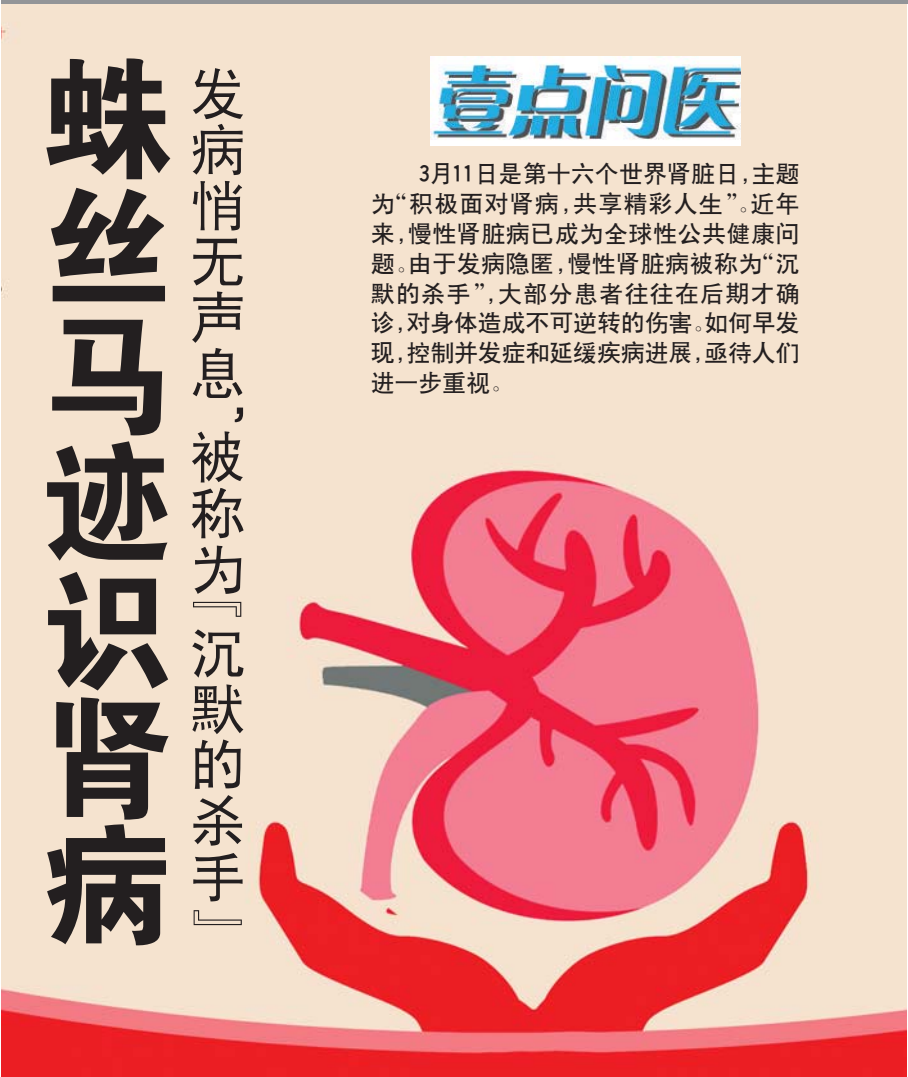 蛛丝马迹识肾病
发病悄无声息，被称为『沉默的杀手』
壹点问医
3月11日是第十六个世界肾脏日，主题
为“积极面对肾病，共享精彩人生”。近年
来，慢性肾脏病已成为全球性公共健康问
题。由于发病隐匿，慢性肾脏病被称为“沉
默的杀手”，大部分患者往往在后期才确
诊，对身体造成不可逆转的伤害。如何早发
现，控制并发症和延缓疾病进展，亟待人们
进一步重视。